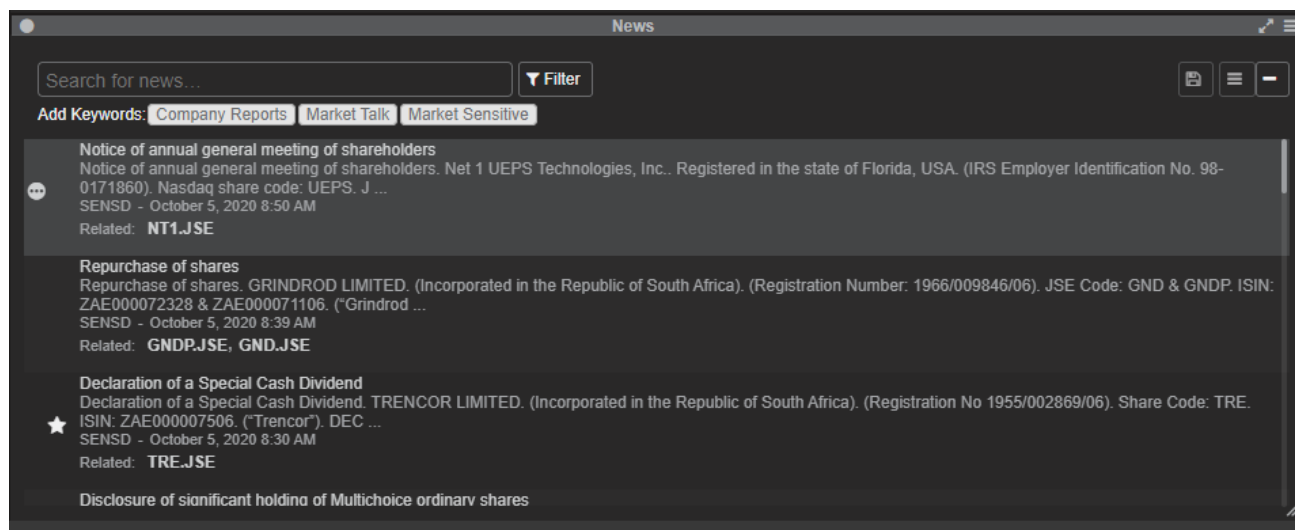 News
Search for news...
Filter
Add Keywords: Company Reports Market Talk Market Sensitive
Notice of annual general meeting of shareholders
Notice of annual general meeting of shareholders. Net 1 UEPS Technologies, Inc.. Registered in the state of Florida, USA. (IRS Employer Identification No. 98-
0171860). Nasdaq share code: UEPS. J ...
SENSD - October 5, 2020 8:50 AM
Related: NT1.JSE
Repurchase of shares
Repurchase of shares. GRINDROD LIMITED. (Incorporated in the Republic of South Africa). (Registration Number: 1966/009846/06). JSE Code: GND & GNDP. ISIN:
ZAE000072328 & ZAE000071106. (“Grindrod ...
SENSD - October 5, 2020 8:39 AM
Related: GNDP.JSE, GND.JSE
Declaration of a Special Cash Dividend
Declaration of a Special Cash Dividend. TRENCOR LIMITED. (Incorporated in the Republic of South Africa). (Registration No 1955/002869/06). Share Code: TRE.
ISIN: ZAE000007506. (“Trencor”). DEC ...
SENSD - October 5, 2020 8:30 AM
Related: TRE.JSE
Disclosure of significant holding of Multichoice ordinary shares